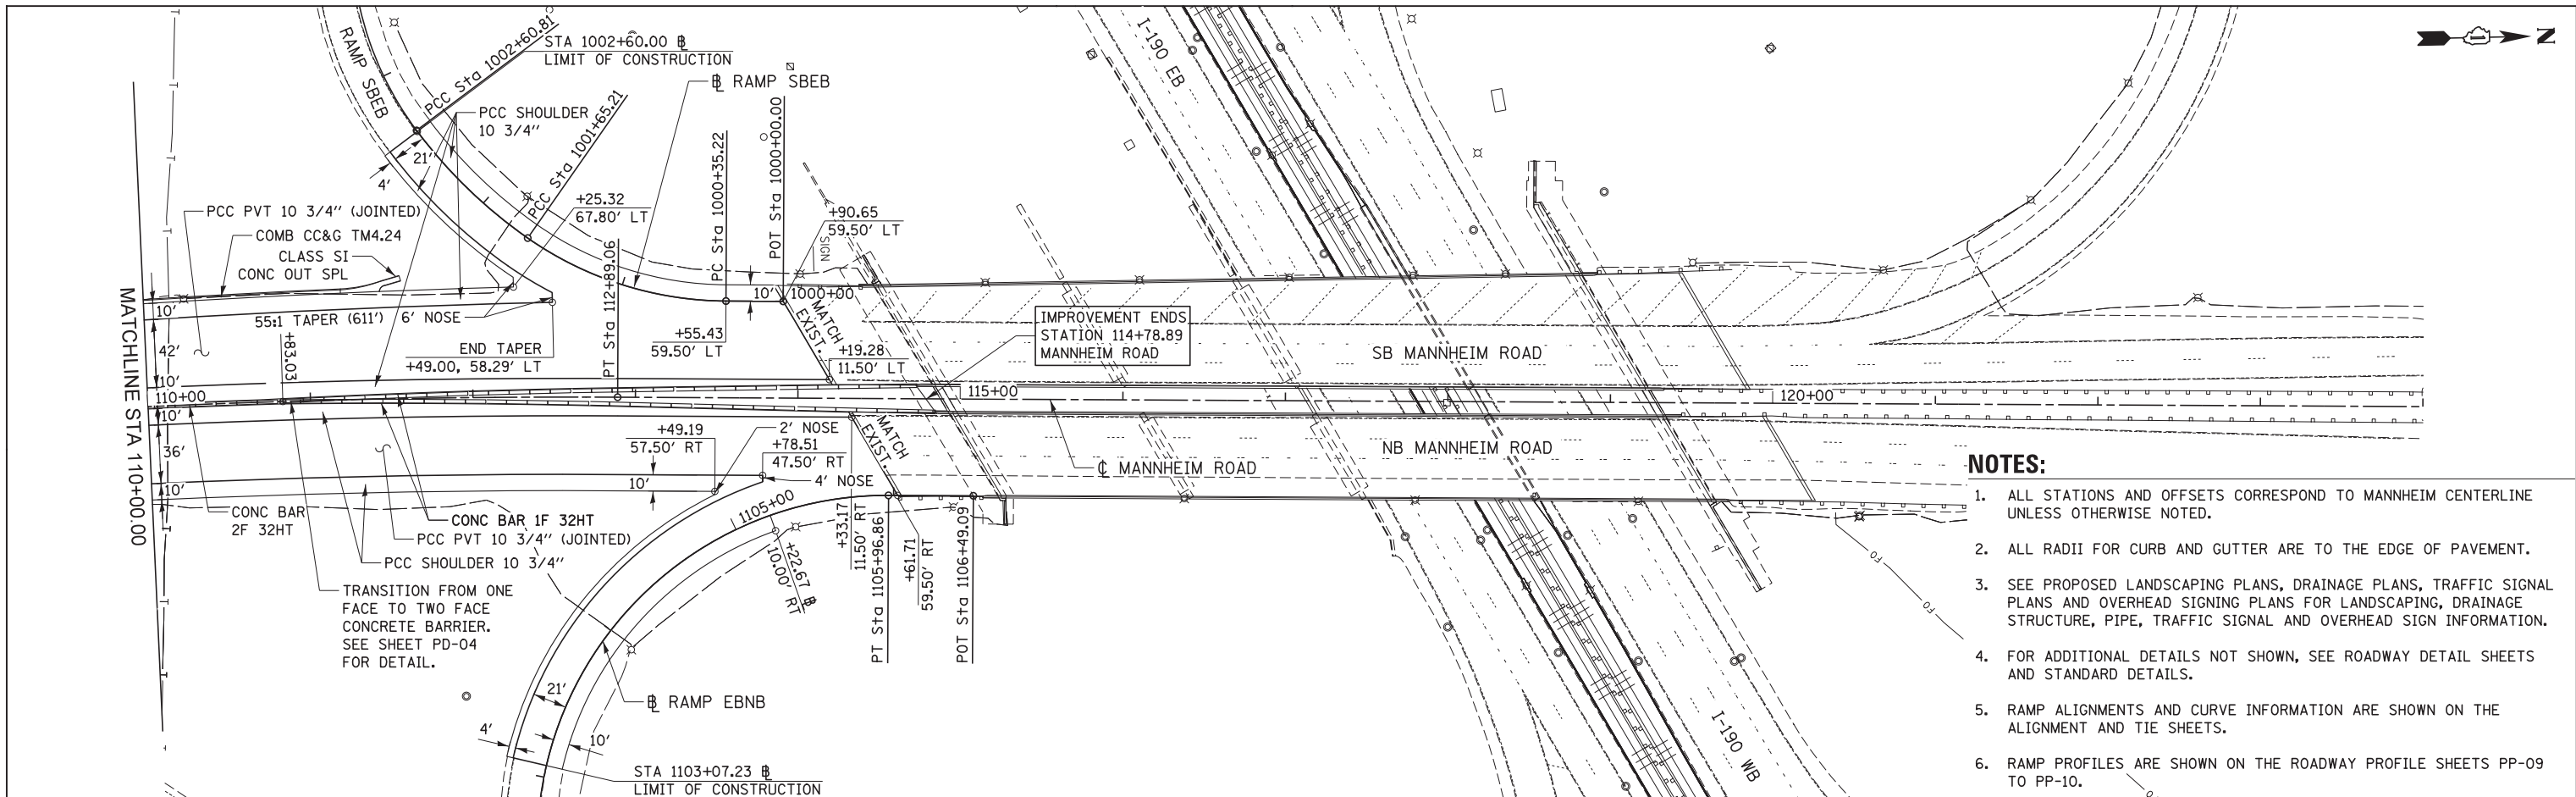 RAMP SBEB
PCC Sta 1002+60.81
STA 1002+60.00 B
LIMIT OF CONSTRUCTION
B RAMP SBEB
PCC SHOULDER
10 3/4"
PCC Sta 1001+65.21
21'
4'
PC Sta 1000+35.22
POT Sta 1000+00.00
I-190 EB
N
PCC PVT 10 3/4" (JOINTED)
COMB CC&G TM4.24
CLASS SI
CONC OUT SPL
+25.32
67.80' LT
+90.65
59.50' LT
SIGN
PT Sta 112+89.06
10'
1000+00
MATCH
EXIST.
MATCHLINE STA 110+00.00
10'
55:1 TAPER (611')
6' NOSE
42'
+83.03
END TAPER
+49.00, 58.29' LT
+55.43
59.50' LT
+19.28
11.50' LT
IMPROVEMENT ENDS
STATION 114+78.89
MANNHEIM ROAD
SB MANNHEIM ROAD
10'
110+00
115+00
120+00
10'
36'
10'
+49.19
57.50' RT
2' NOSE
+78.51
47.50' RT
4' NOSE
10'
MATCH
EXIST.
NB MANNHEIM ROAD
C MANNHEIM ROAD
CONC BAR
2F 32HT
CONC BAR 1F 32HT
PCC PVT 10 3/4" (JOINTED)
PCC SHOULDER 10 3/4"
1105+00
+22.67 B
10.00' RT
+33.17
11.50' RT
PT Sta 1105+96.86
+61.71
59.50' RT
POT Sta 1106+49.09
TRANSITION FROM ONE
FACE TO TWO FACE
CONCRETE BARRIER.
SEE SHEET PD-04
FOR DETAIL.
21'
B RAMP EBNB
4'
10'
STA 1103+07.23 B
LIMIT OF CONSTRUCTION
I-190 WB
FO
FO
NOTES:
1. ALL STATIONS AND OFFSETS CORRESPOND TO MANNHEIM CENTERLINE
UNLESS OTHERWISE NOTED.
2. ALL RADII FOR CURB AND GUTTER ARE TO THE EDGE OF PAVEMENT.
3. SEE PROPOSED LANDSCAPING PLANS, DRAINAGE PLANS, TRAFFIC SIGNAL
PLANS AND OVERHEAD SIGNING PLANS FOR LANDSCAPING, DRAINAGE
STRUCTURE, PIPE, TRAFFIC SIGNAL AND OVERHEAD SIGN INFORMATION.
4. FOR ADDITIONAL DETAILS NOT SHOWN, SEE ROADWAY DETAIL SHEETS
AND STANDARD DETAILS.
5. RAMP ALIGNMENTS AND CURVE INFORMATION ARE SHOWN ON THE
ALIGNMENT AND TIE SHEETS.
6. RAMP PROFILES ARE SHOWN ON THE ROADWAY PROFILE SHEETS PP-09
TO PP-10.